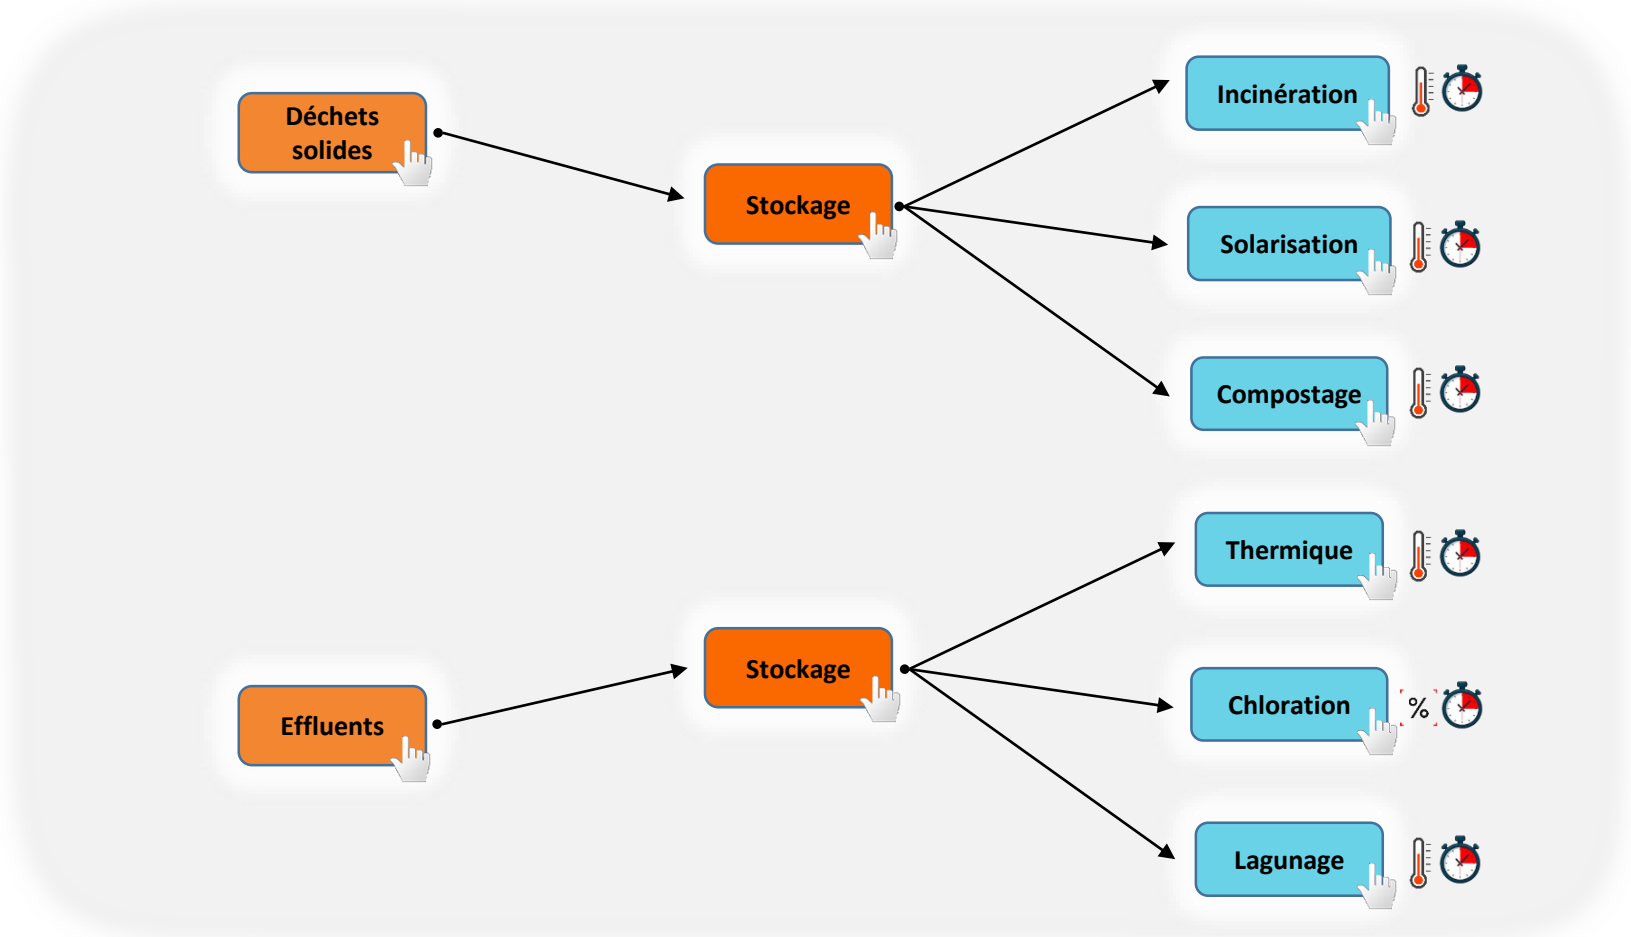 Déchets
solides
Stockage
Incinération
Solarisation
Compostage
Effluents
Stockage
Thermique
Chloration
%
Lagunage